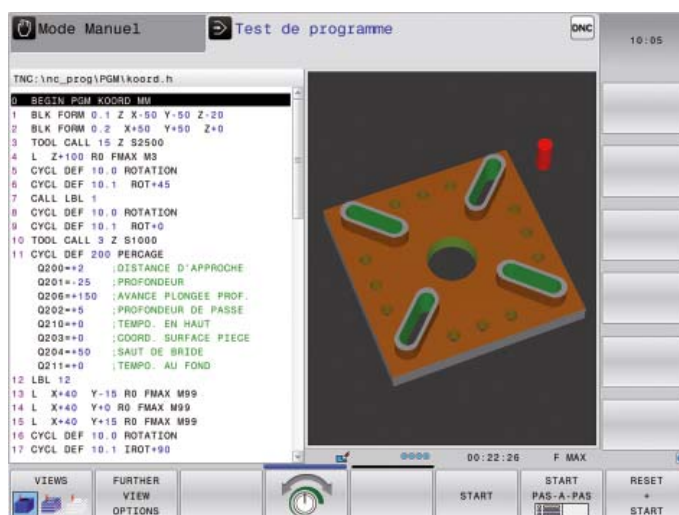 Mode Manuel
Test de programme
DNC
10:05
TNC:\nc_prog\PGM\koord.h
0 BEGIN PGM KOORD MM
1 BLK FORM 0.1 Z X-50 Y-50 Z-20
2 BLK FORM 0.2 X+50 Y+50 Z+0
3 TOOL CALL 15 Z S2500
4 L Z+100 R0 FMAX M3
5 CYCL DEF 10.0 ROTATION
6 CYCL DEF 10.1 ROT+45
7 CALL LBL 1
8 CYCL DEF 10.0 ROTATION
9 CYCL DEF 10.1 ROT+0
10 TOOL CALL 3 Z S1000
11 CYCL DEF 200 PERCAGE
Q200=+2 ;DISTANCE D'APPROCHE
Q201=-25 ;PROFONDEUR
Q206=+150 ;AVANCE PLONGEE PROF.
Q202=+5 ;PROFONDEUR DE PASSE
Q210=+0 ;TEMPO. EN HAUT
Q203=+0 ;COORD. SURFACE PIECE
Q204=+50 ;SAUT DE BRIDE
Q211=+0 ;TEMPO. AU FOND
12 LBL 12
13 L X+40 Y-15 R0 FMAX M99
14 L X+40 Y+0 R0 FMAX M99
15 L X+40 Y+15 R0 FMAX M99
16 CYCL DEF 10.0 ROTATION
17 CYCL DEF 10.1 IROT+90
00:22:26 F MAX
VIEWS
FURTHER
VIEW
OPTIONS
START
START
PAS-A-PAS
RESET
+
START